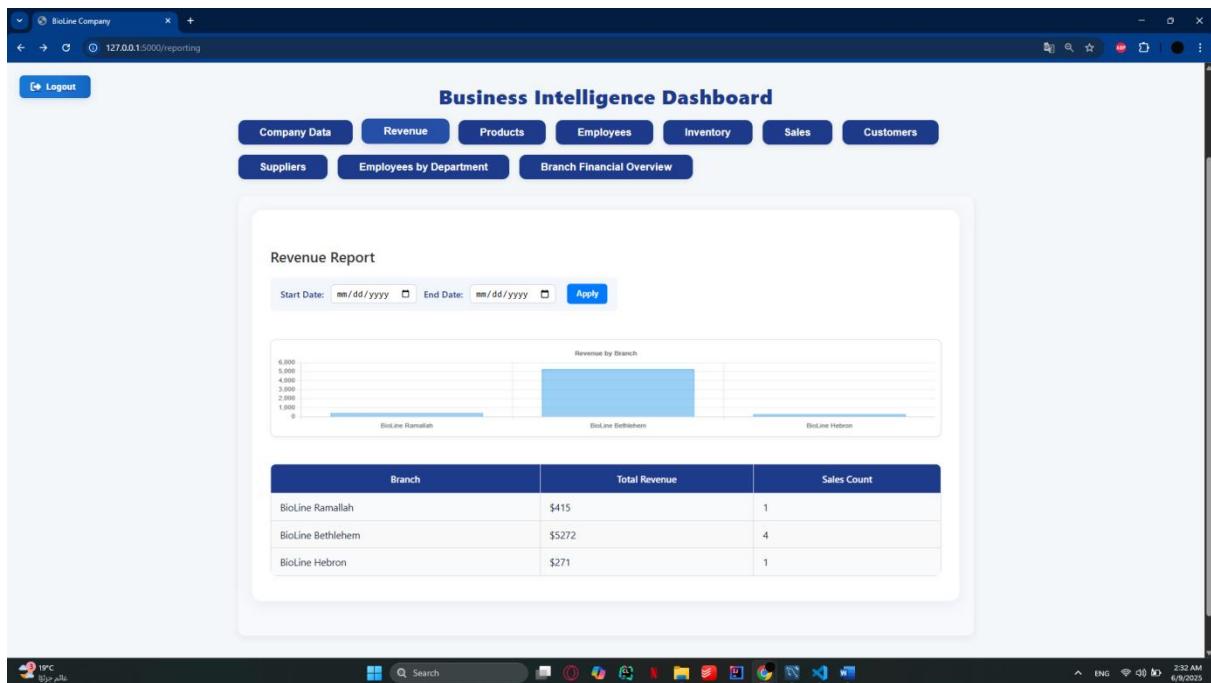 BioLine Company
127.0.0.1:5000/reporting
Logout
Business Intelligence Dashboard
Company Data Revenue Products Employees Inventory Sales Customers
Suppliers Employees by Department Branch Financial Overview
Revenue Report
Start Date: mm/dd/yyyy End Date: mm/dd/yyyy Apply
Revenue by Branch
6,000
5,000
4,000
3,000
2,000
1,000
0
BioLine Ramallah BioLine Bethlehem BioLine Hebron
Branch Total Revenue Sales Count
BioLine Ramallah $415 1
BioLine Bethlehem $5272 4
BioLine Hebron $271 1
3
19°C
غائم جزئيًا
Search
ENG
2:32 AM
6/9/2025